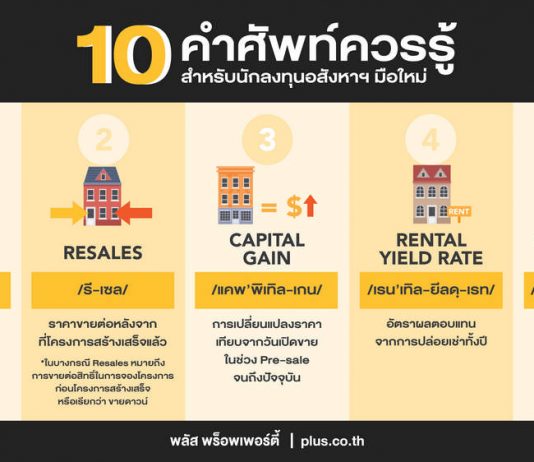 10 คำศัพท์ควรรู้
สำหรับนักลงทุนอสังหาฯ มือใหม่
2
RESALES
/รี-เซล/
ราคาขายต่อหลังจาก
ที่โครงการสร้างเสร็จแล้ว
*ในบางกรณี Resales หมายถึง
การขายต่อสิทธิ์ในการจองโครงการ
ก่อนโครงการสร้างเสร็จ
หรือเรียกว่า ขายดาวน์
3
= $
CAPITAL
GAIN
/แคพ'พิเทิล-เกน/
การเปลี่ยนแปลงราคา
เทียบจากวันเปิดขาย
ในช่วง Pre-sale
จนถึงปัจจุบัน
4
RENT
RENTAL
YIELD RATE
/เรน'เทิล-ยีลดฺ-เรท/
อัตราผลตอบแทน
จากการปล่อยเช่าทั้งปี
พลัส พร็อพเพอร์ตี้ | plus.co.th